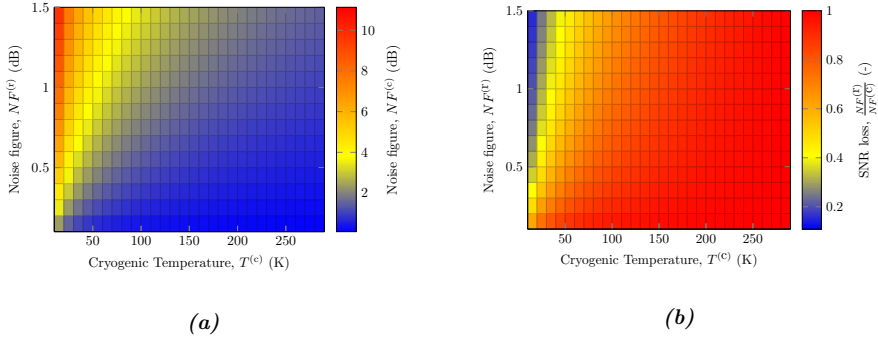 1.5
1
0.5
50 100 150 200 250
Noise figure, NF^(r) (dB)
Cryogenic Temperature, T^(c) (K)
10
8
6
4
2
Noise figure, NF^(c) (dB)
(a)
1.5
1
0.5
50 100 150 200 250
Noise figure, NF^(r) (dB)
Cryogenic Temperature, T^(c) (K)
1
0.8
0.6
0.4
0.2
SNR loss, NF^(r)/NF^(c) (-)
(b)